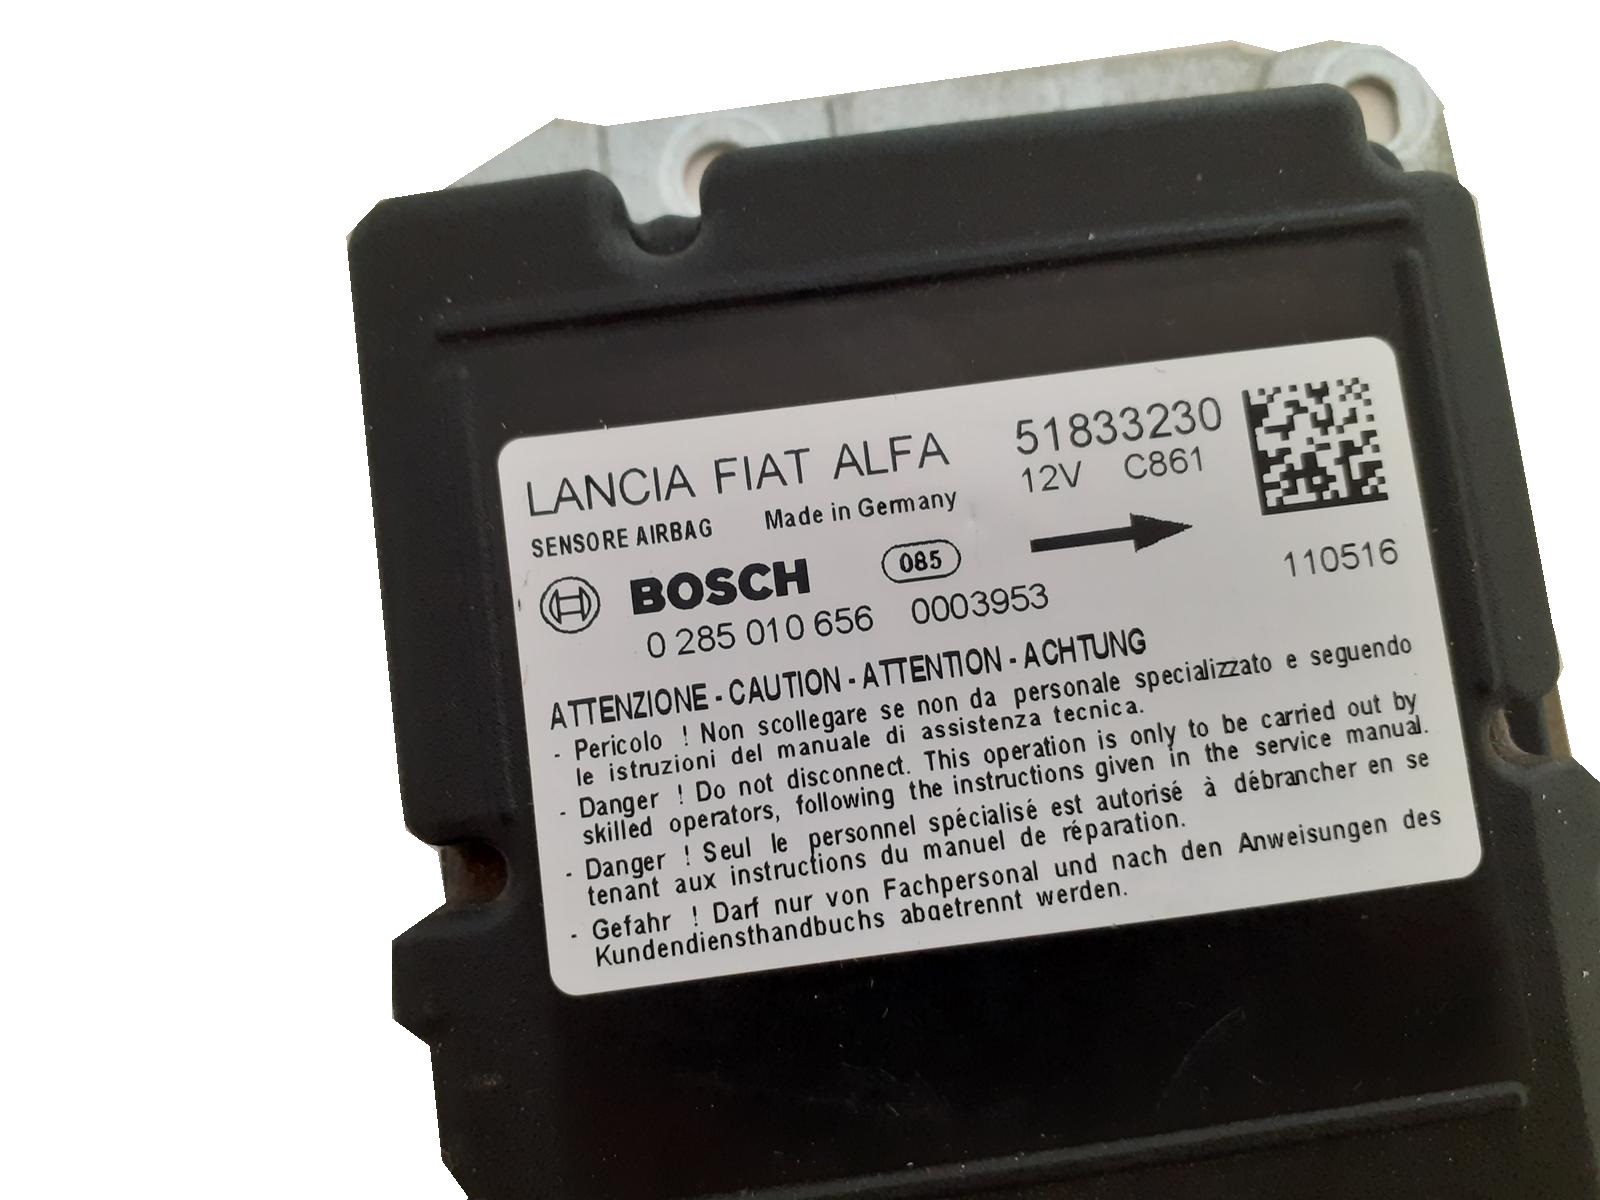 LANCIA FIAT ALFA 51833230
12V C861
SENSORE AIRBAG Made in Germany
BOSCH 085
110516
0 285 010 656 0003953
ATTENZIONE - CAUTION - ATTENTION - ACHTUNG
- Pericolo ! Non scollegare se non da personale specializzato e seguendo
le istruzioni del manuale di assistenza tecnica.
- Danger ! Do not disconnect. This operation is only to be carried out by
skilled operators, following the instructions given in the service manual.
- Danger ! Seul le personnel spécialisé est autorisé à débrancher en se
tenant aux instructions du manuel de réparation.
- Gefahr ! Darf nur von Fachpersonal und nach den Anweisungen des
Kundendiensthandbuchs abgetrennt werden.